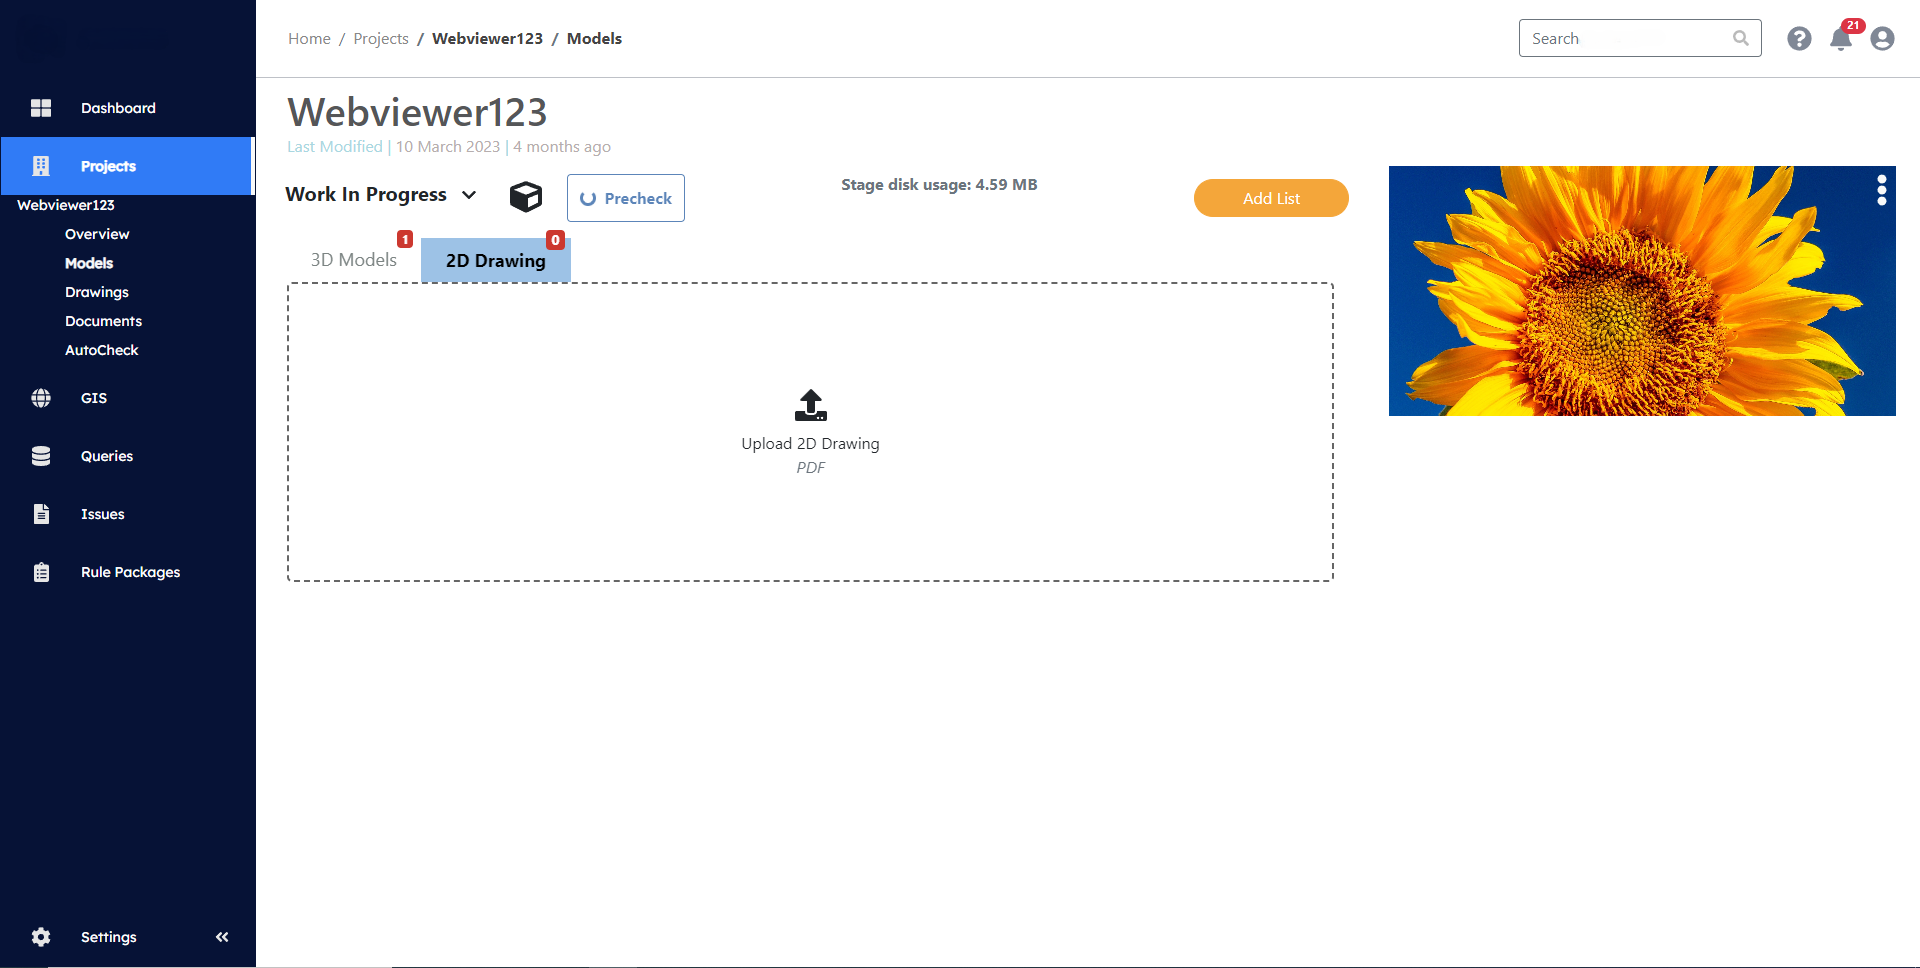 Home / Projects / Webviewer123 / Models
Search
21
Dashboard
Projects
Webviewer123
Overview
Models
Drawings
Documents
AutoCheck
GIS
Queries
Issues
Rule Packages
Settings
Webviewer123
Last Modified | 10 March 2023 | 4 months ago
Work In Progress
Precheck
Stage disk usage: 4.59 MB
Add List
3D Models 1
2D Drawing 0
Upload 2D Drawing
PDF